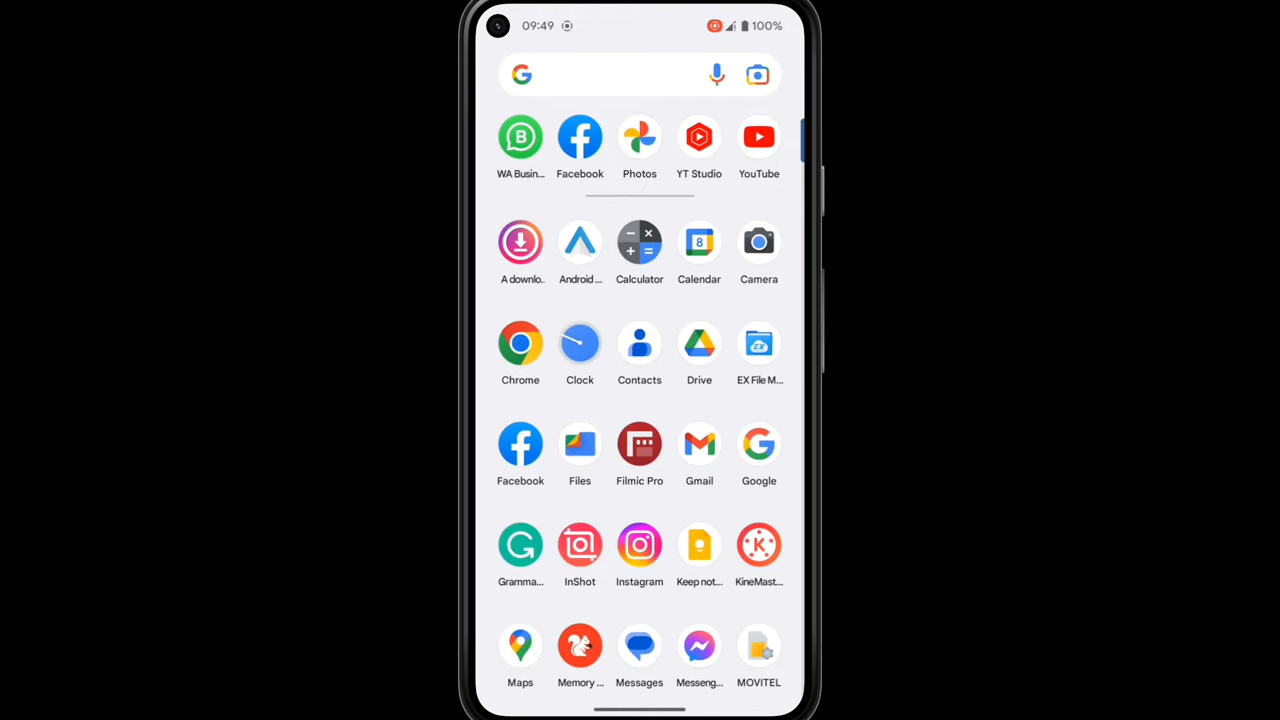 09:49 100%
WA Busin... Facebook Photos YT Studio YouTube
8
A downlo.. Android ... Calculator Calendar Camera
EX
Chrome Clock Contacts Drive EX File M...
Facebook Files Filmic Pro Gmail Google
Gramma... InShot Instagram Keep not... KineMast...
Maps Memory ... Messages Messeng... MOVITEL